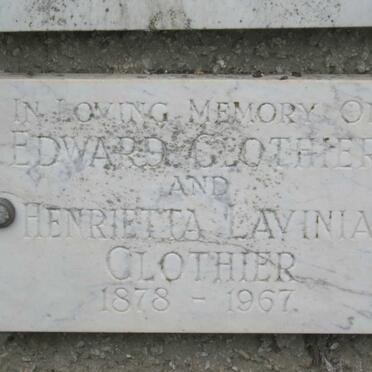 IN LOVING MEMORY OF
EDWARD CLOTHIER
AND
HENRIETTA LAVINIA
CLOTHIER
1878 - 1967